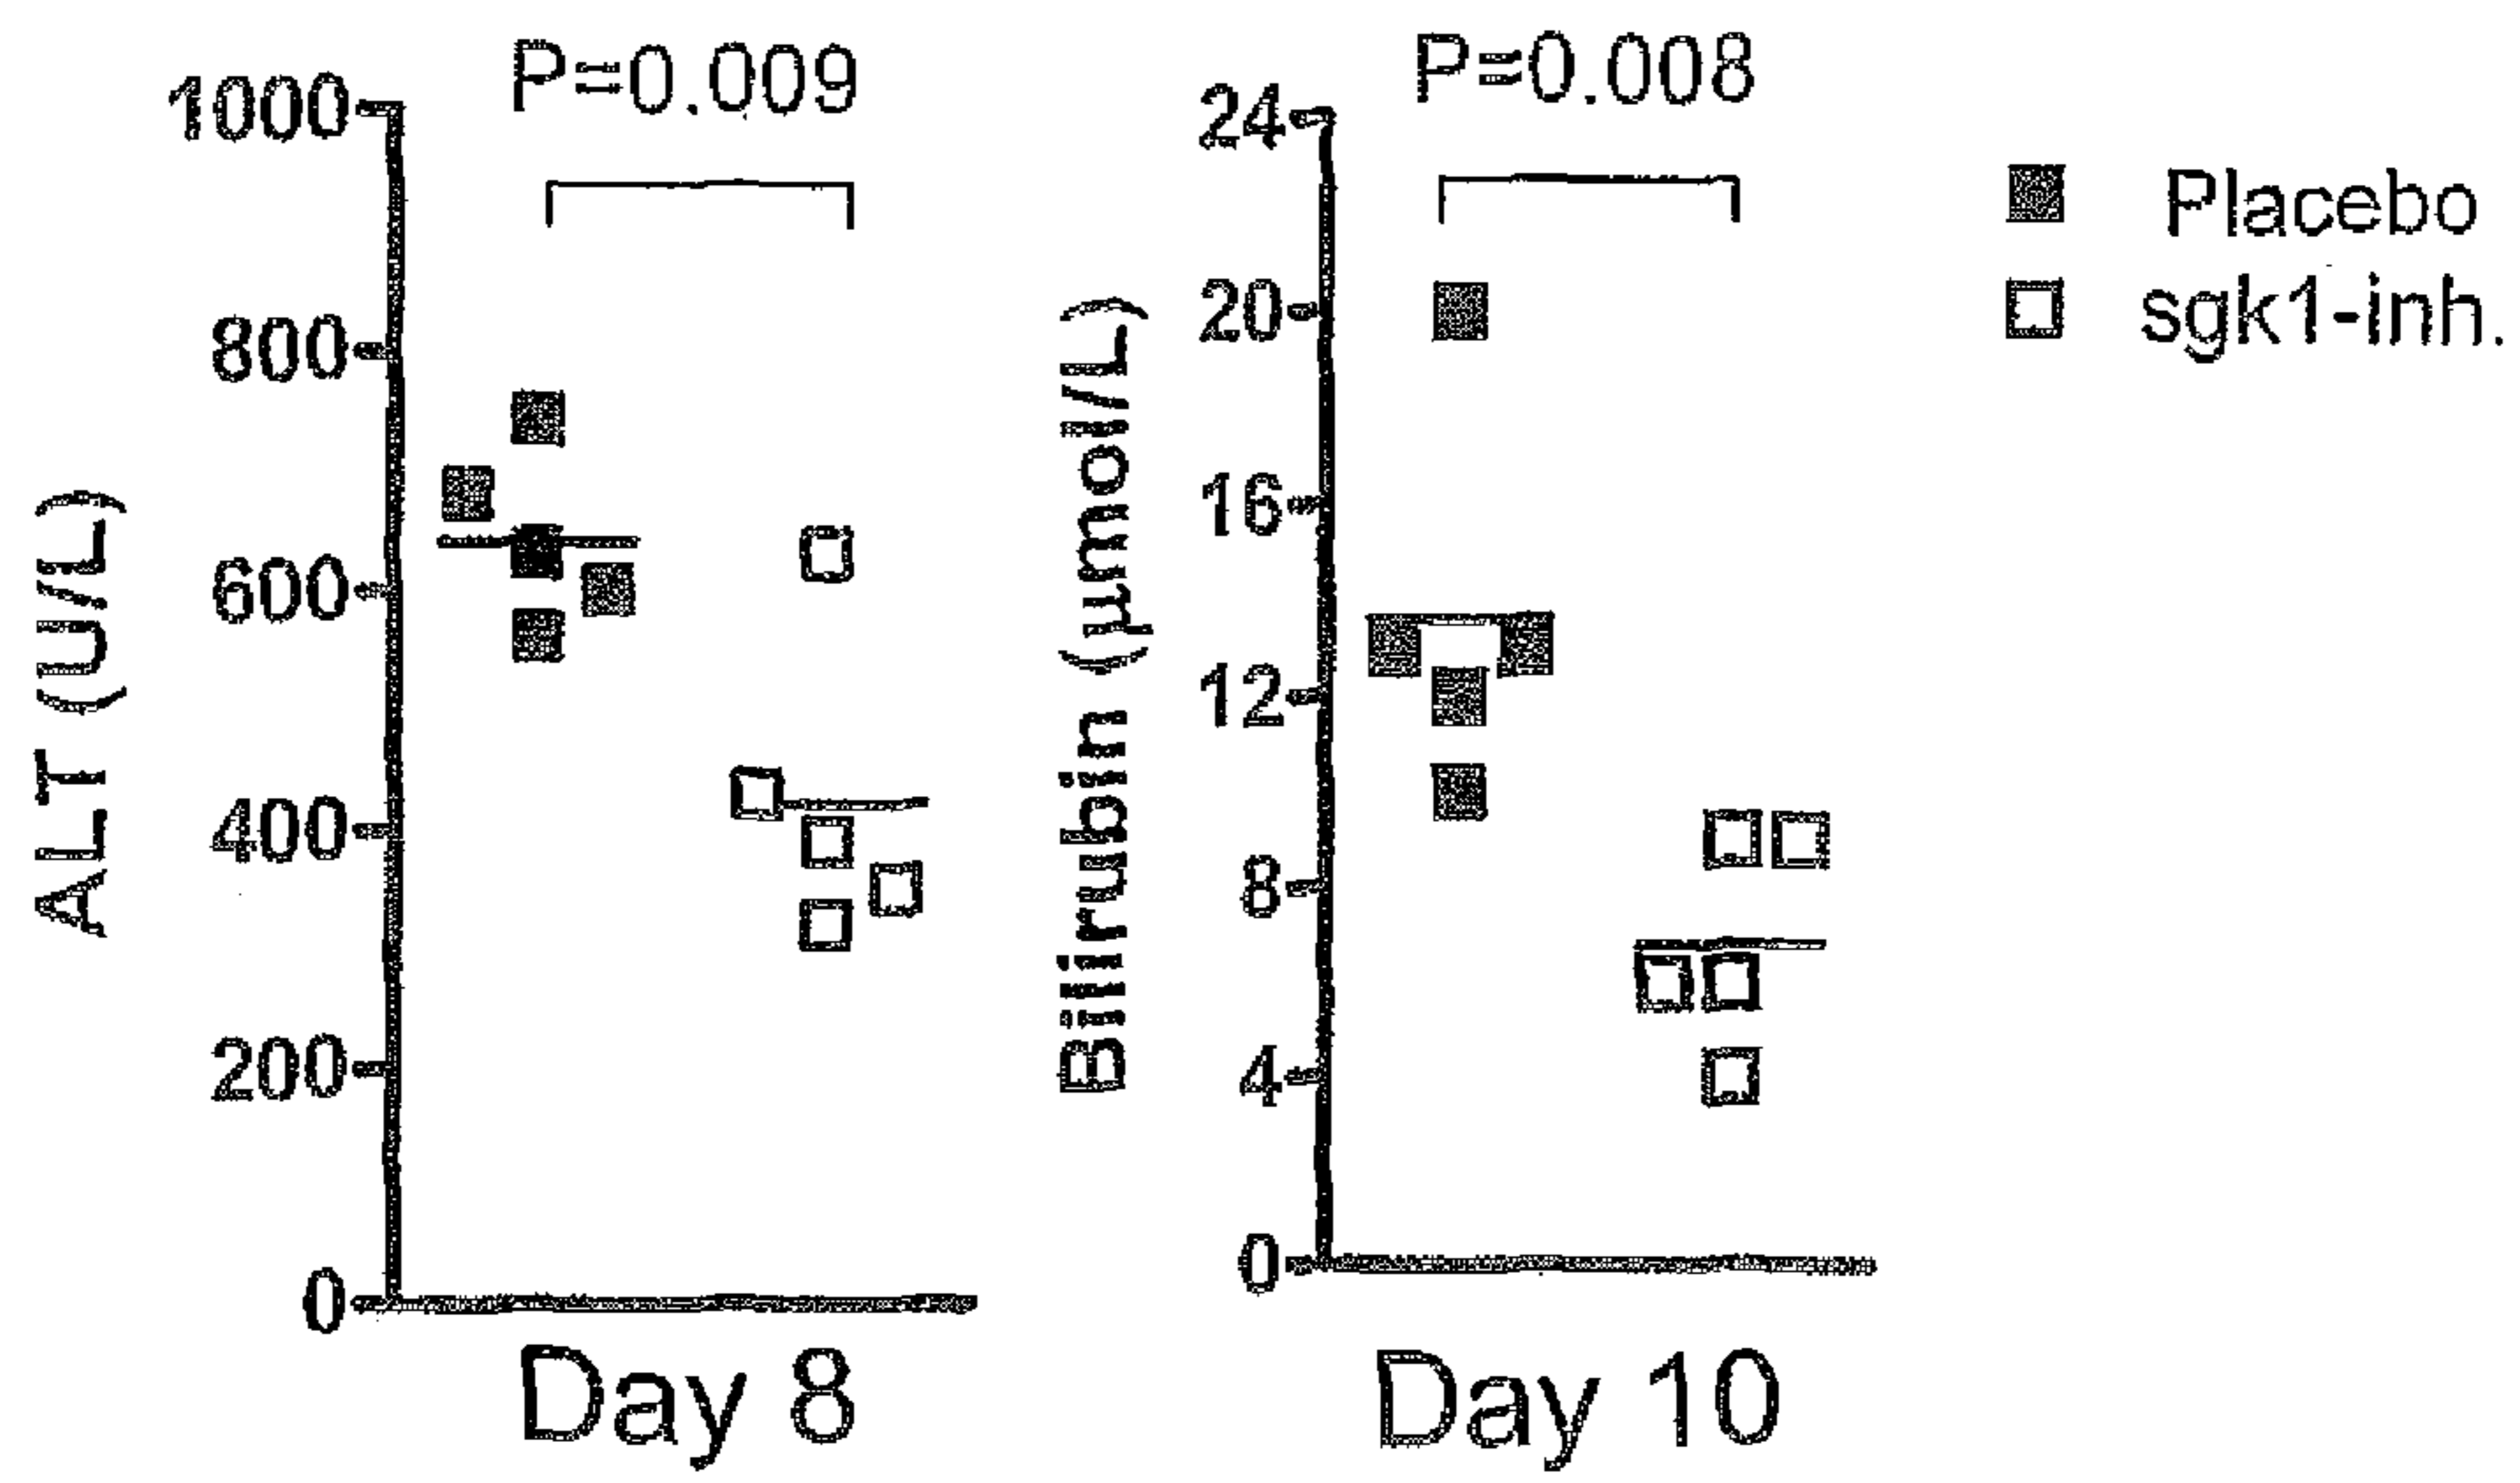 P=0.009
1000
800
600
400
200
0
ALT (U/L)
Day 8
P=0.008
24
20
16
12
8
4
0
Bilirubin (µmol/L)
Day 10
Placebo
sgk1-inh.